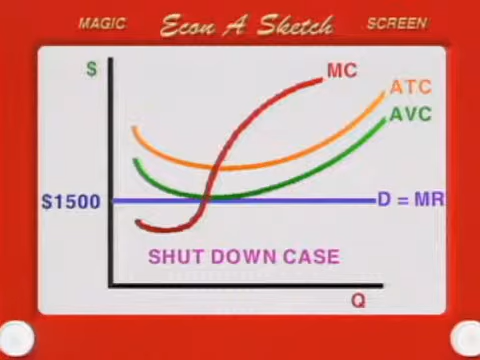 MAGIC Econ A Sketch SCREEN
$
MC
ATC
AVC
$1500
D = MR
SHUT DOWN CASE
Q